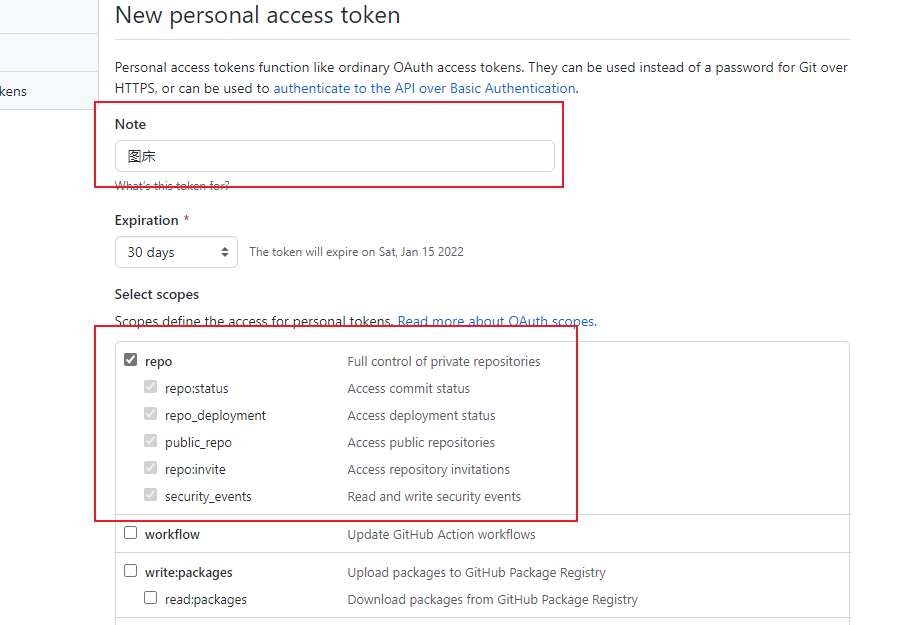 New personal access token
Personal access tokens function like ordinary OAuth access tokens. They can be used instead of a password for Git over
HTTPS, or can be used to authenticate to the API over Basic Authentication.
kens
Note
图床
What's this token for?
Expiration *
30 days The token will expire on Sat, Jan 15 2022
Select scopes
Scopes define the access for personal tokens. Read more about OAuth scopes.
repo Full control of private repositories
repo:status Access commit status
repo_deployment Access deployment status
public_repo Access public repositories
repo:invite Access repository invitations
security_events Read and write security events
workflow Update GitHub Action workflows
write:packages Upload packages to GitHub Package Registry
read:packages Download packages from GitHub Package Registry